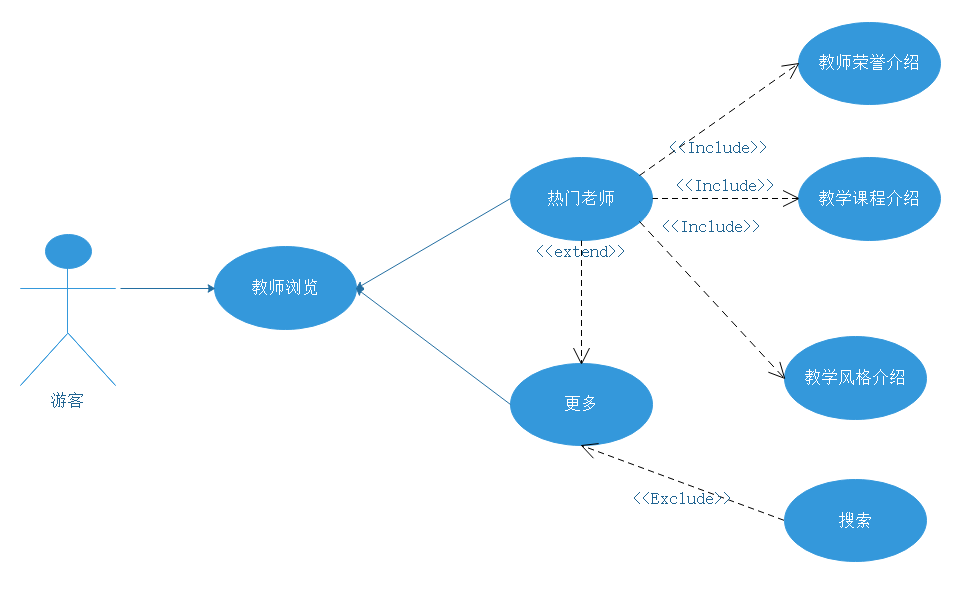 教师荣誉介绍
<<Include>>
<<Include>>
热门老师
教学课程介绍
<<Include>>
<<extend>>
教师浏览
教学风格介绍
游客
更多
<<Exclude>>
搜索